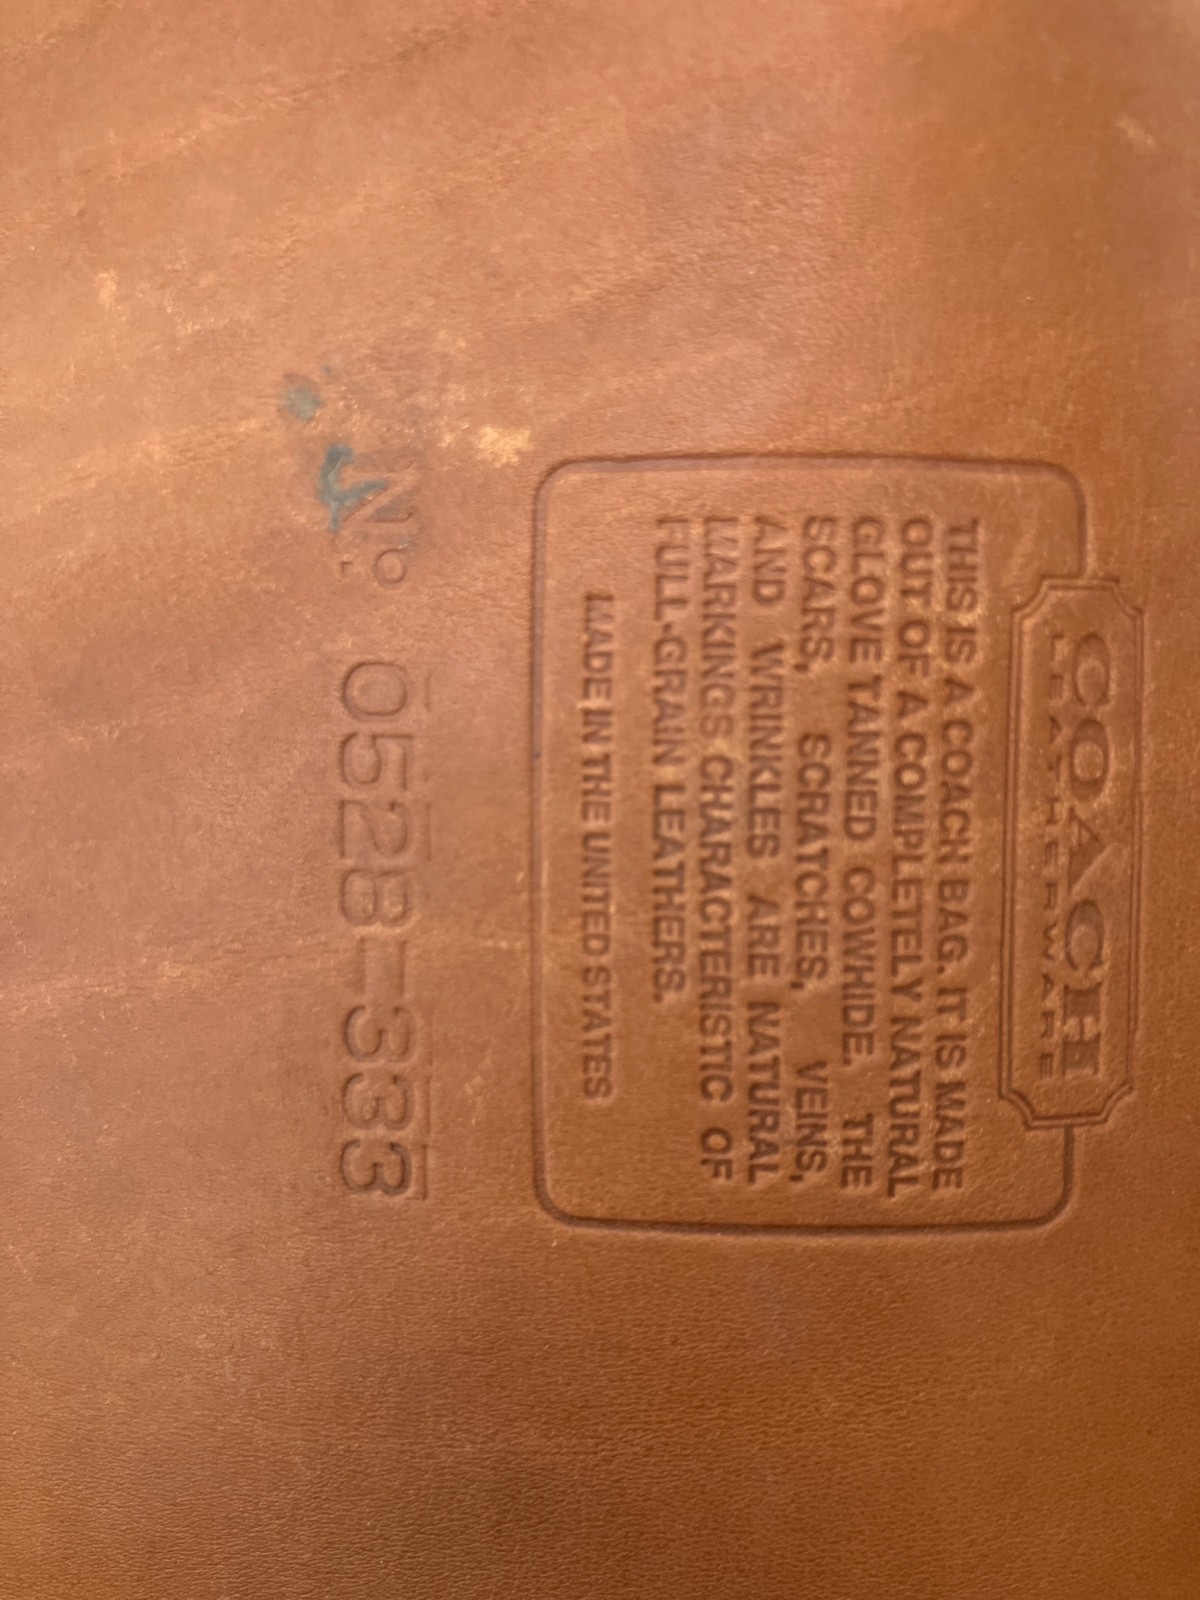 COACH
LEATHERWARE
THIS IS A COACH BAG. IT IS MADE
OUT OF A COMPLETELY NATURAL
GLOVE TANNED COWHIDE. THE
SCARS, SCRATCHES, VEINS,
AND WRINKLES ARE NATURAL
MARKINGS CHARACTERISTIC OF
FULL-GRAIN LEATHERS.
MADE IN THE UNITED STATES
Nº 0528-333